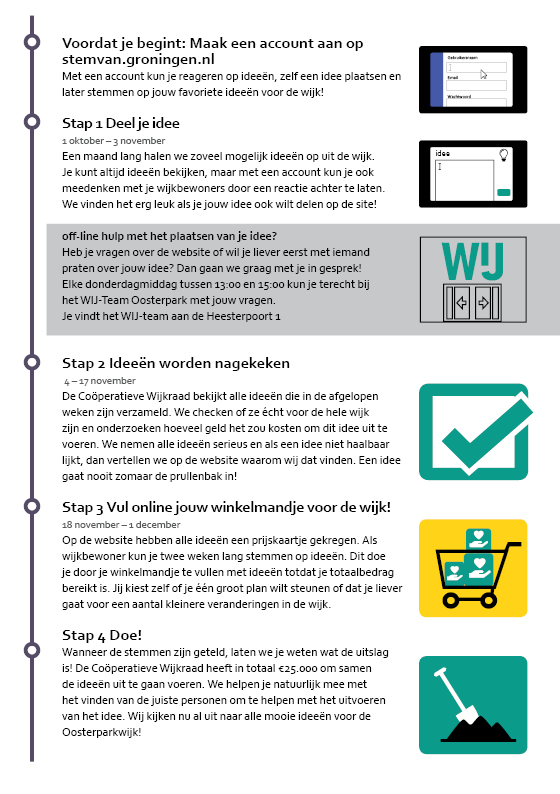 Voordat je begint: Maak een account aan op
stemvan.groningen.nl
Met een account kun je reageren op ideeën, zelf een idee plaatsen en
later stemmen op jouw favoriete ideeën voor de wijk!
Gebruikersnaam
Email
Wachtwoord
Stap 1 Deel je idee
1 oktober – 3 november
Een maand lang halen we zoveel mogelijk ideeën op uit de wijk.
Je kunt altijd ideeën bekijken, maar met een account kun je ook
meedenken met je wijkbewoners door een reactie achter te laten.
We vinden het erg leuk als je jouw idee ook wilt delen op de site!
idee
off-line hulp met het plaatsen van je idee?
Heb je vragen over de website of wil je liever eerst met iemand
praten over jouw idee? Dan gaan we graag met je in gesprek!
Elke donderdagmiddag tussen 13:00 en 15:00 kun je terecht bij
het WIJ-Team Oosterpark met jouw vragen.
Je vindt het WIJ-team aan de Heesterpoort 1
WIJ
Stap 2 Ideeën worden nagekeken
4 – 17 november
De Coöperatieve Wijkraad bekijkt alle ideeën die in de afgelopen
weken zijn verzameld. We checken of ze écht voor de hele wijk
zijn en onderzoeken hoeveel geld het zou kosten om dit idee uit te
voeren. We nemen alle ideeën serieus en als een idee niet haalbaar
lijkt, dan vertellen we op de website waarom wij dat vinden. Een idee
gaat nooit zomaar de prullenbak in!
Stap 3 Vul online jouw winkelmandje voor de wijk!
18 november – 1 december
Op de website hebben alle ideeën een prijskaartje gekregen. Als
wijkbewoner kun je twee weken lang stemmen op ideeën. Dit doe
je door je winkelmandje te vullen met ideeën totdat je totaalbedrag
bereikt is. Jij kiest zelf of je één groot plan wilt steunen of dat je liever
gaat voor een aantal kleinere veranderingen in de wijk.
Stap 4 Doe!
Wanneer de stemmen zijn geteld, laten we je weten wat de uitslag
is! De Coöperatieve Wijkraad heeft in totaal €25.000 om samen
de ideeën uit te gaan voeren. We helpen je natuurlijk mee met
het vinden van de juiste personen om te helpen met het uitvoeren
van het idee. Wij kijken nu al uit naar alle mooie ideeën voor de
Oosterparkwijk!